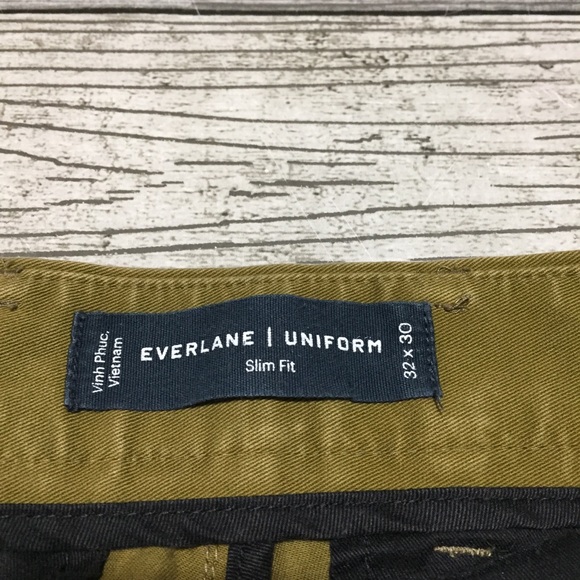 Vinh Phuc,
Vietnam
EVERLANE | UNIFORM
Slim Fit
32 x 30